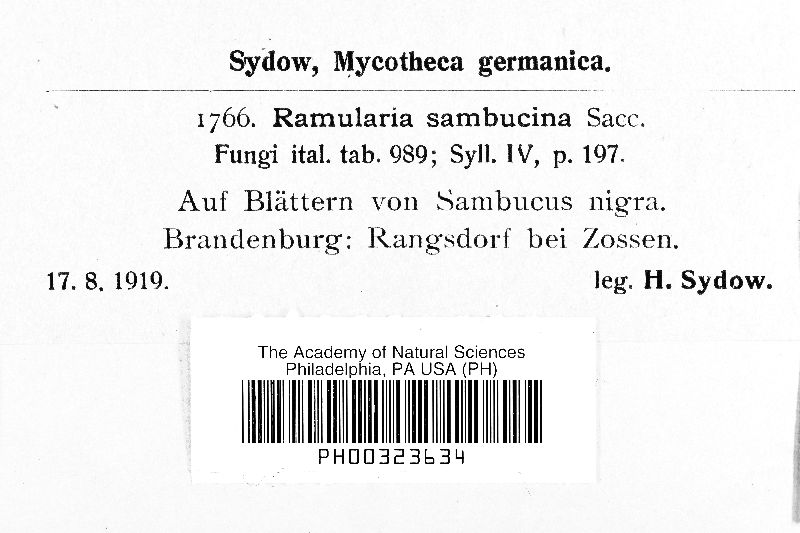 Sydow, Mycotheca germanica.
1766. Ramularia sambucina Sacc.
Fungi ital. tab. 989; Syll. IV, p. 197.
Auf Blättern von Sambucus nigra.
Brandenburg: Rangsdorf bei Zossen.
17. 8. 1919. leg. H. Sydow.
The Academy of Natural Sciences
Philadelphia, PA USA (PH)
PH00323634